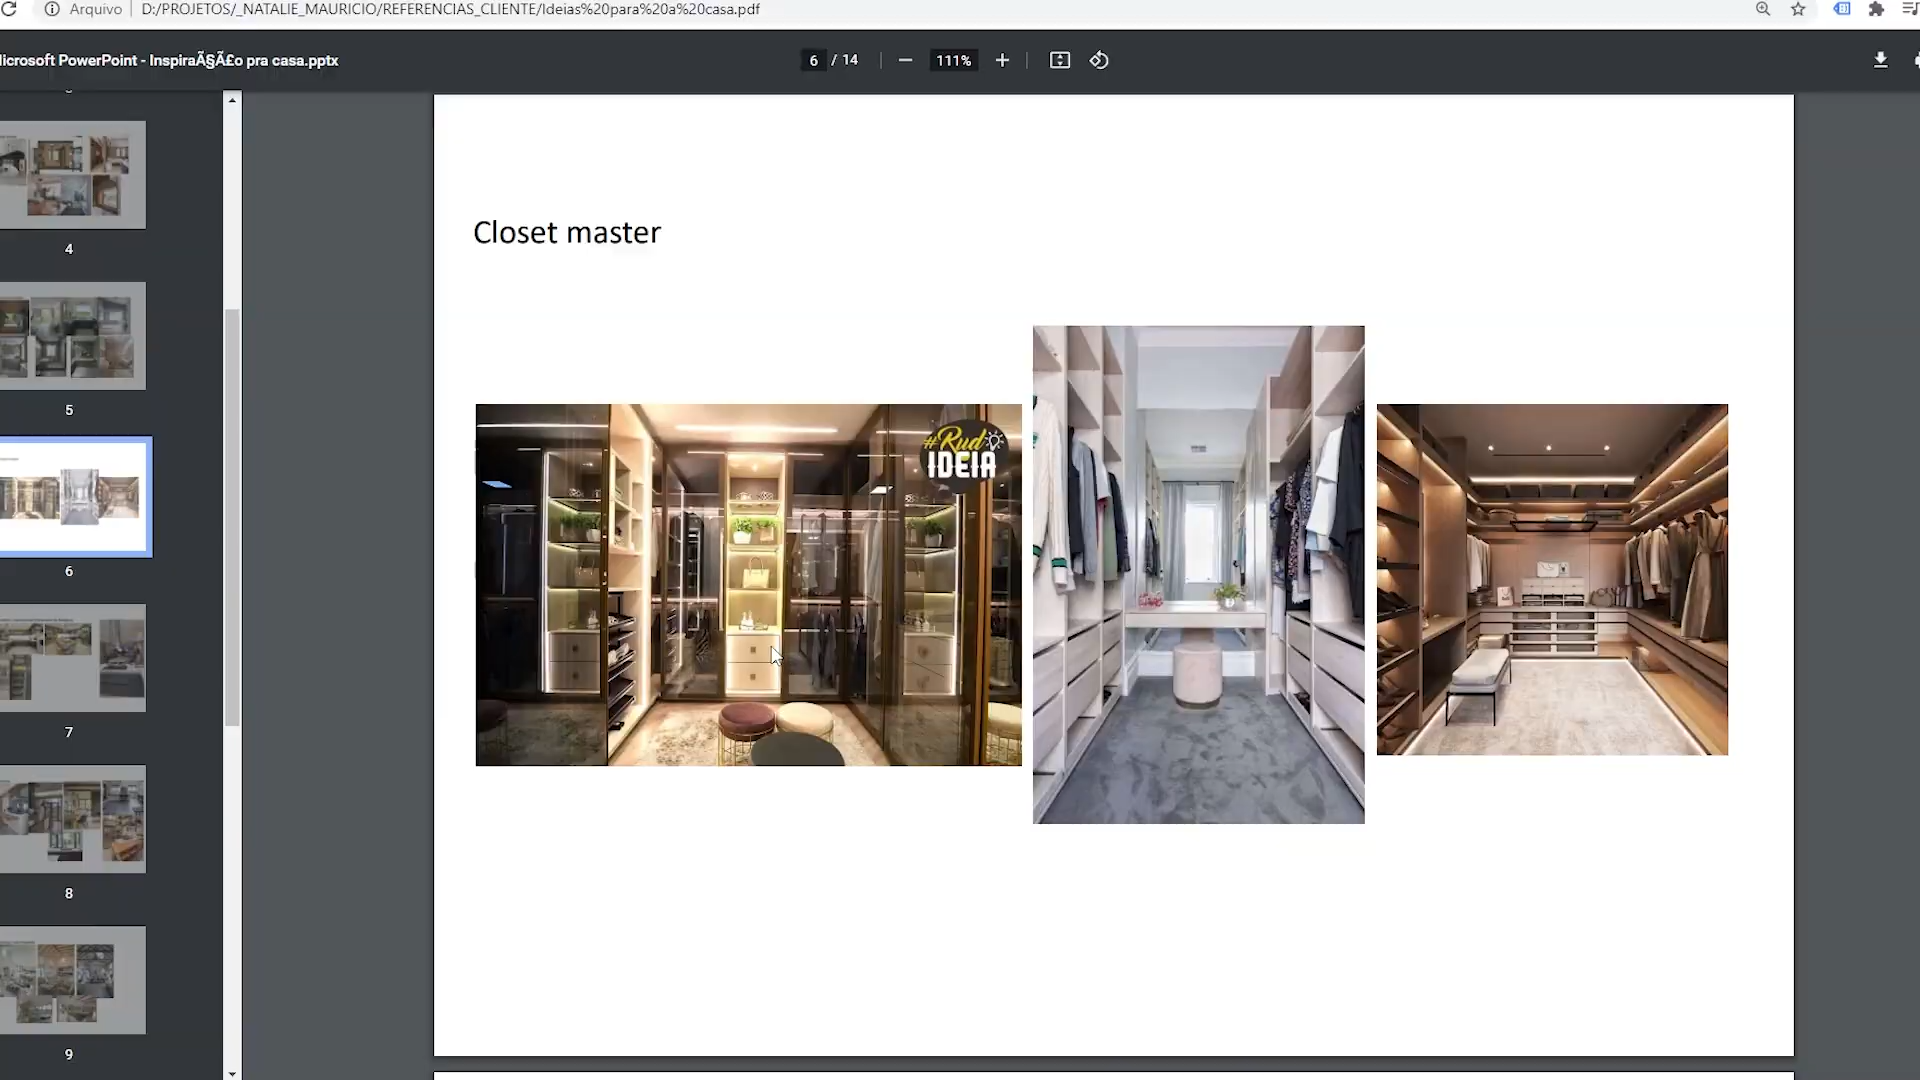 Arquivo
D:/PROJETOS/_NATALIE_MAURICIO/REFERENCIAS_CLIENTE/Ideias%20para%20a%20casa.pdf
icrosoft PowerPoint - InspiraÃ§Ã£o pra casa.pptx
6 / 14
111%
Closet master
#Rud
IDEIA
4
5
6
7
8
9